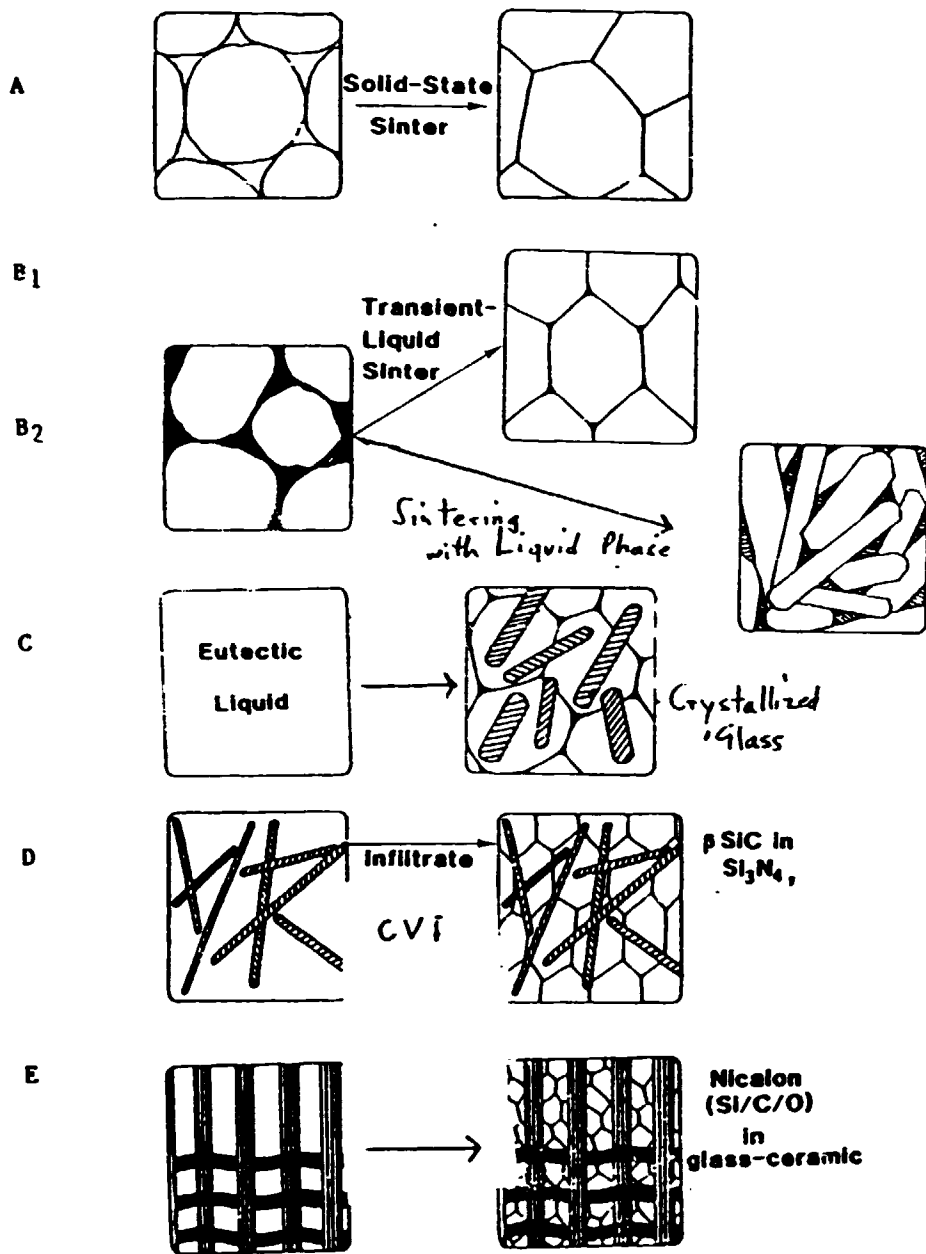 A
Solid-State
Sinter
B1
Transient-
Liquid
Sinter
B2
Sintering
with Liquid Phase
C
Eutectic
Liquid
Crystallized
Glass
D
Infiltrate
CVI
β SiC in
Si₃N₄,
E
Nicalon
(Si/C/O)
in
glass-ceramic